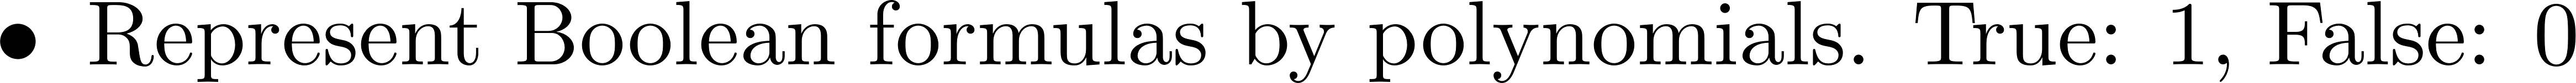 ● Represent Boolean formulas by polynomials. True: 1, False: 0